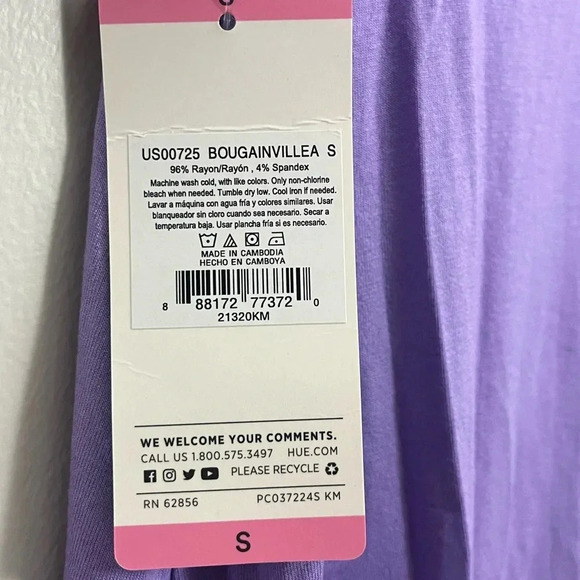 US00725 BOUGAINVILLEA S
96% Rayon/Rayón , 4% Spandex
Machine wash cold, with like colors. Only non-chlorine
bleach when needed. Tumble dry low. Cool iron if needed.
Lavar a máquina con agua fría y colores similares. Usar
blanqueador sin cloro cuando sea necesario. Secar a
temperatura baja. Usar plancha fría si es necesario.
MADE IN CAMBODIA
HECHO EN CAMBOYA
8 88172 77372 0
21320KM
WE WELCOME YOUR COMMENTS.
CALL US 1.800.575.3497 HUE.COM
PLEASE RECYCLE
RN 62856 PC037224S KM
S